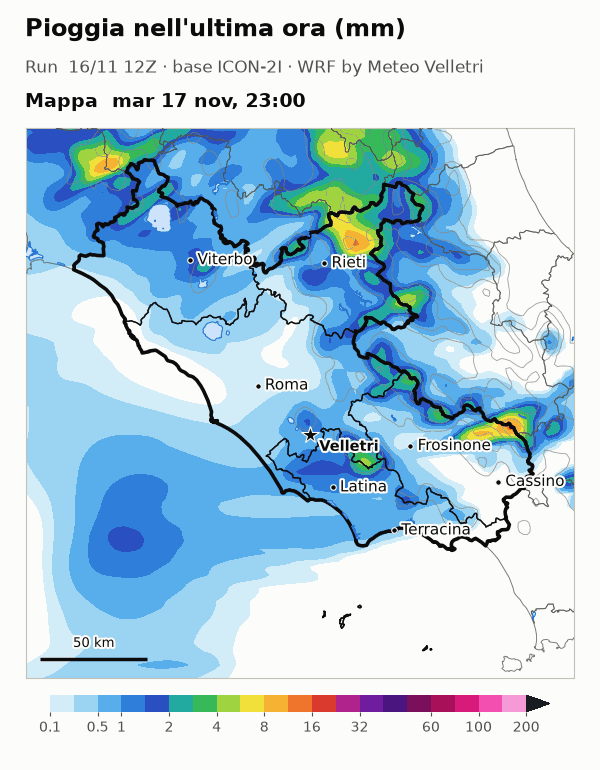 Pioggia nell'ultima ora (mm)
Run  16/11 12Z · base ICON-2I · WRF by Meteo Velletri
Mappa  mar 17 nov, 23:00
Viterbo
Rieti
Roma
Velletri
Frosinone
Latina
Cassino
Terracina
50 km
0.1 0.5 1 2 4 8 16 32 60 100 200